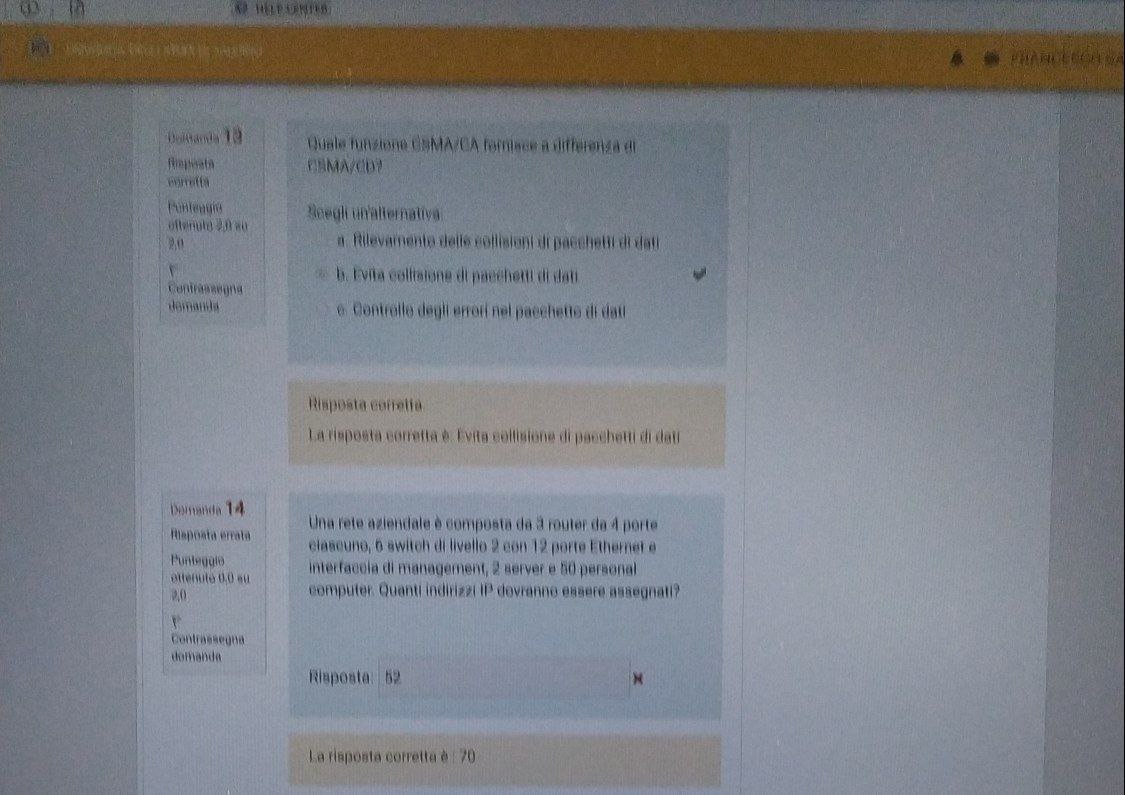 HELP CENTER
FRANCESCO
Domanda 13
Risposta
corretta
Punteggio
ottenuto 2,0 su
2,0
Contrassegna
domanda
Quale funzione CSMA/CA fornisce a differenza di
CSMA/CD?
Scegli un'alternativa:
a. Rilevamento delle collisioni di pacchetti di dati
b. Evita collisione di pacchetti di dati
c. Controllo degli errori nel pacchetto di dati
Risposta corretta.
La risposta corretta è: Evita collisione di pacchetti di dati
Domanda 14
Risposta errata
Punteggio
ottenuto 0,0 su
2,0
Contrassegna
domanda
Una rete aziendale è composta da 3 router da 4 porte
ciascuno, 6 switch di livello 2 con 12 porte Ethernet e
interfaccia di management, 2 server e 50 personal
computer. Quanti indirizzi IP dovranno essere assegnati?
Risposta: 52
La risposta corretta è : 70